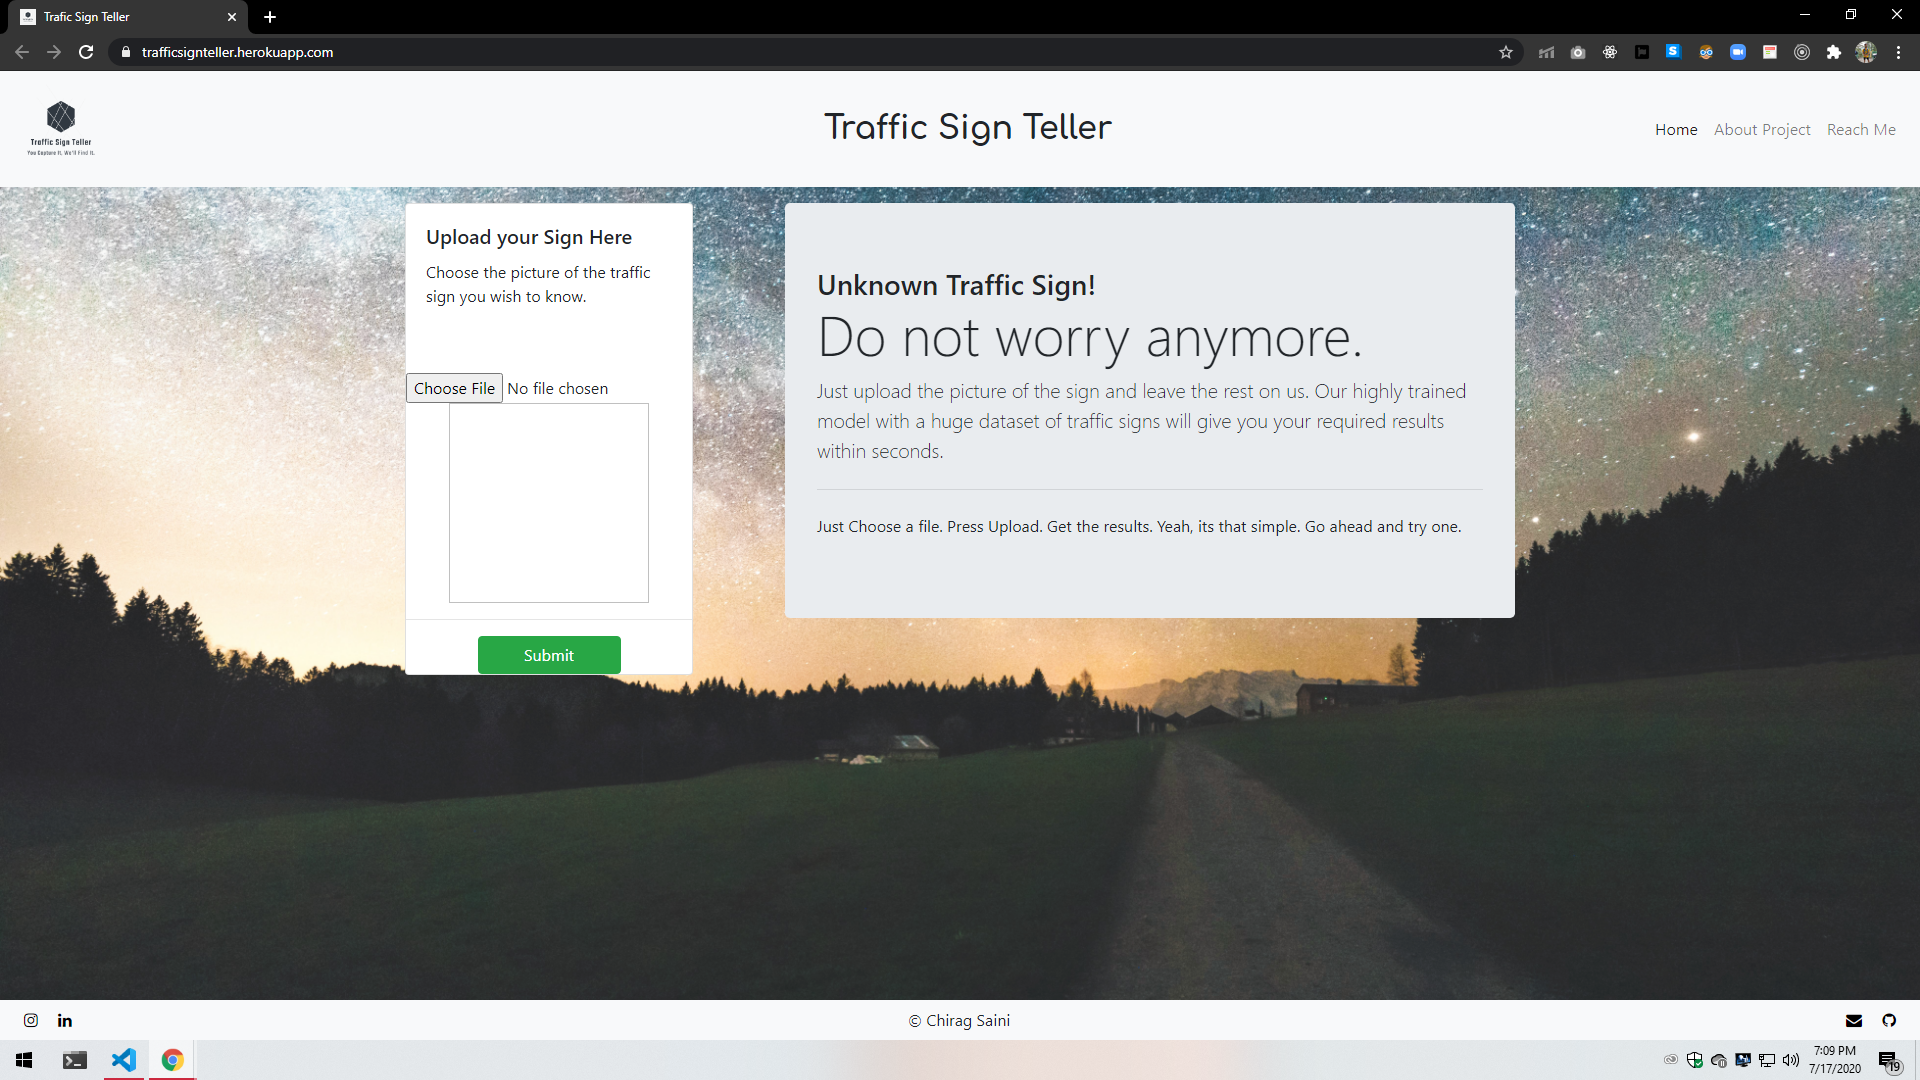 Trafic Sign Teller
trafficsignteller.herokuapp.com
Traffic Sign Teller
You Capture It, We'll Find It.
Traffic Sign Teller
Home
About Project
Reach Me
Upload your Sign Here
Choose the picture of the traffic
sign you wish to know.
Choose File No file chosen
Submit
Unknown Traffic Sign!
Do not worry anymore.
Just upload the picture of the sign and leave the rest on us. Our highly trained
model with a huge dataset of traffic signs will give you your required results
within seconds.
Just Choose a file. Press Upload. Get the results. Yeah, its that simple. Go ahead and try one.
© Chirag Saini
7:09 PM
7/17/2020
19